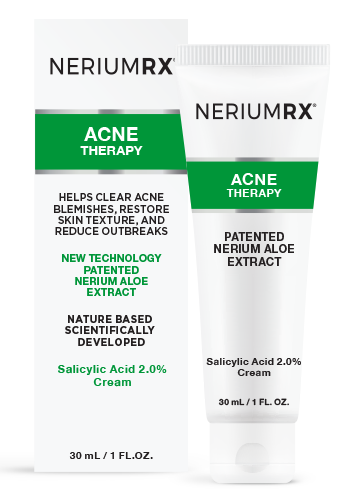 NERIUMRX®
ACNE
THERAPY
HELPS CLEAR ACNE
BLEMISHES, RESTORE
SKIN TEXTURE, AND
REDUCE OUTBREAKS
NEW TECHNOLOGY
PATENTED
NERIUM ALOE
EXTRACT
NATURE BASED
SCIENTIFICALLY
DEVELOPED
Salicylic Acid 2.0%
Cream
30 mL / 1 FL.OZ.
NERIUMRX®
ACNE
THERAPY
PATENTED
NERIUM ALOE
EXTRACT
Salicylic Acid 2.0%
Cream
30 mL / 1 FL. OZ.